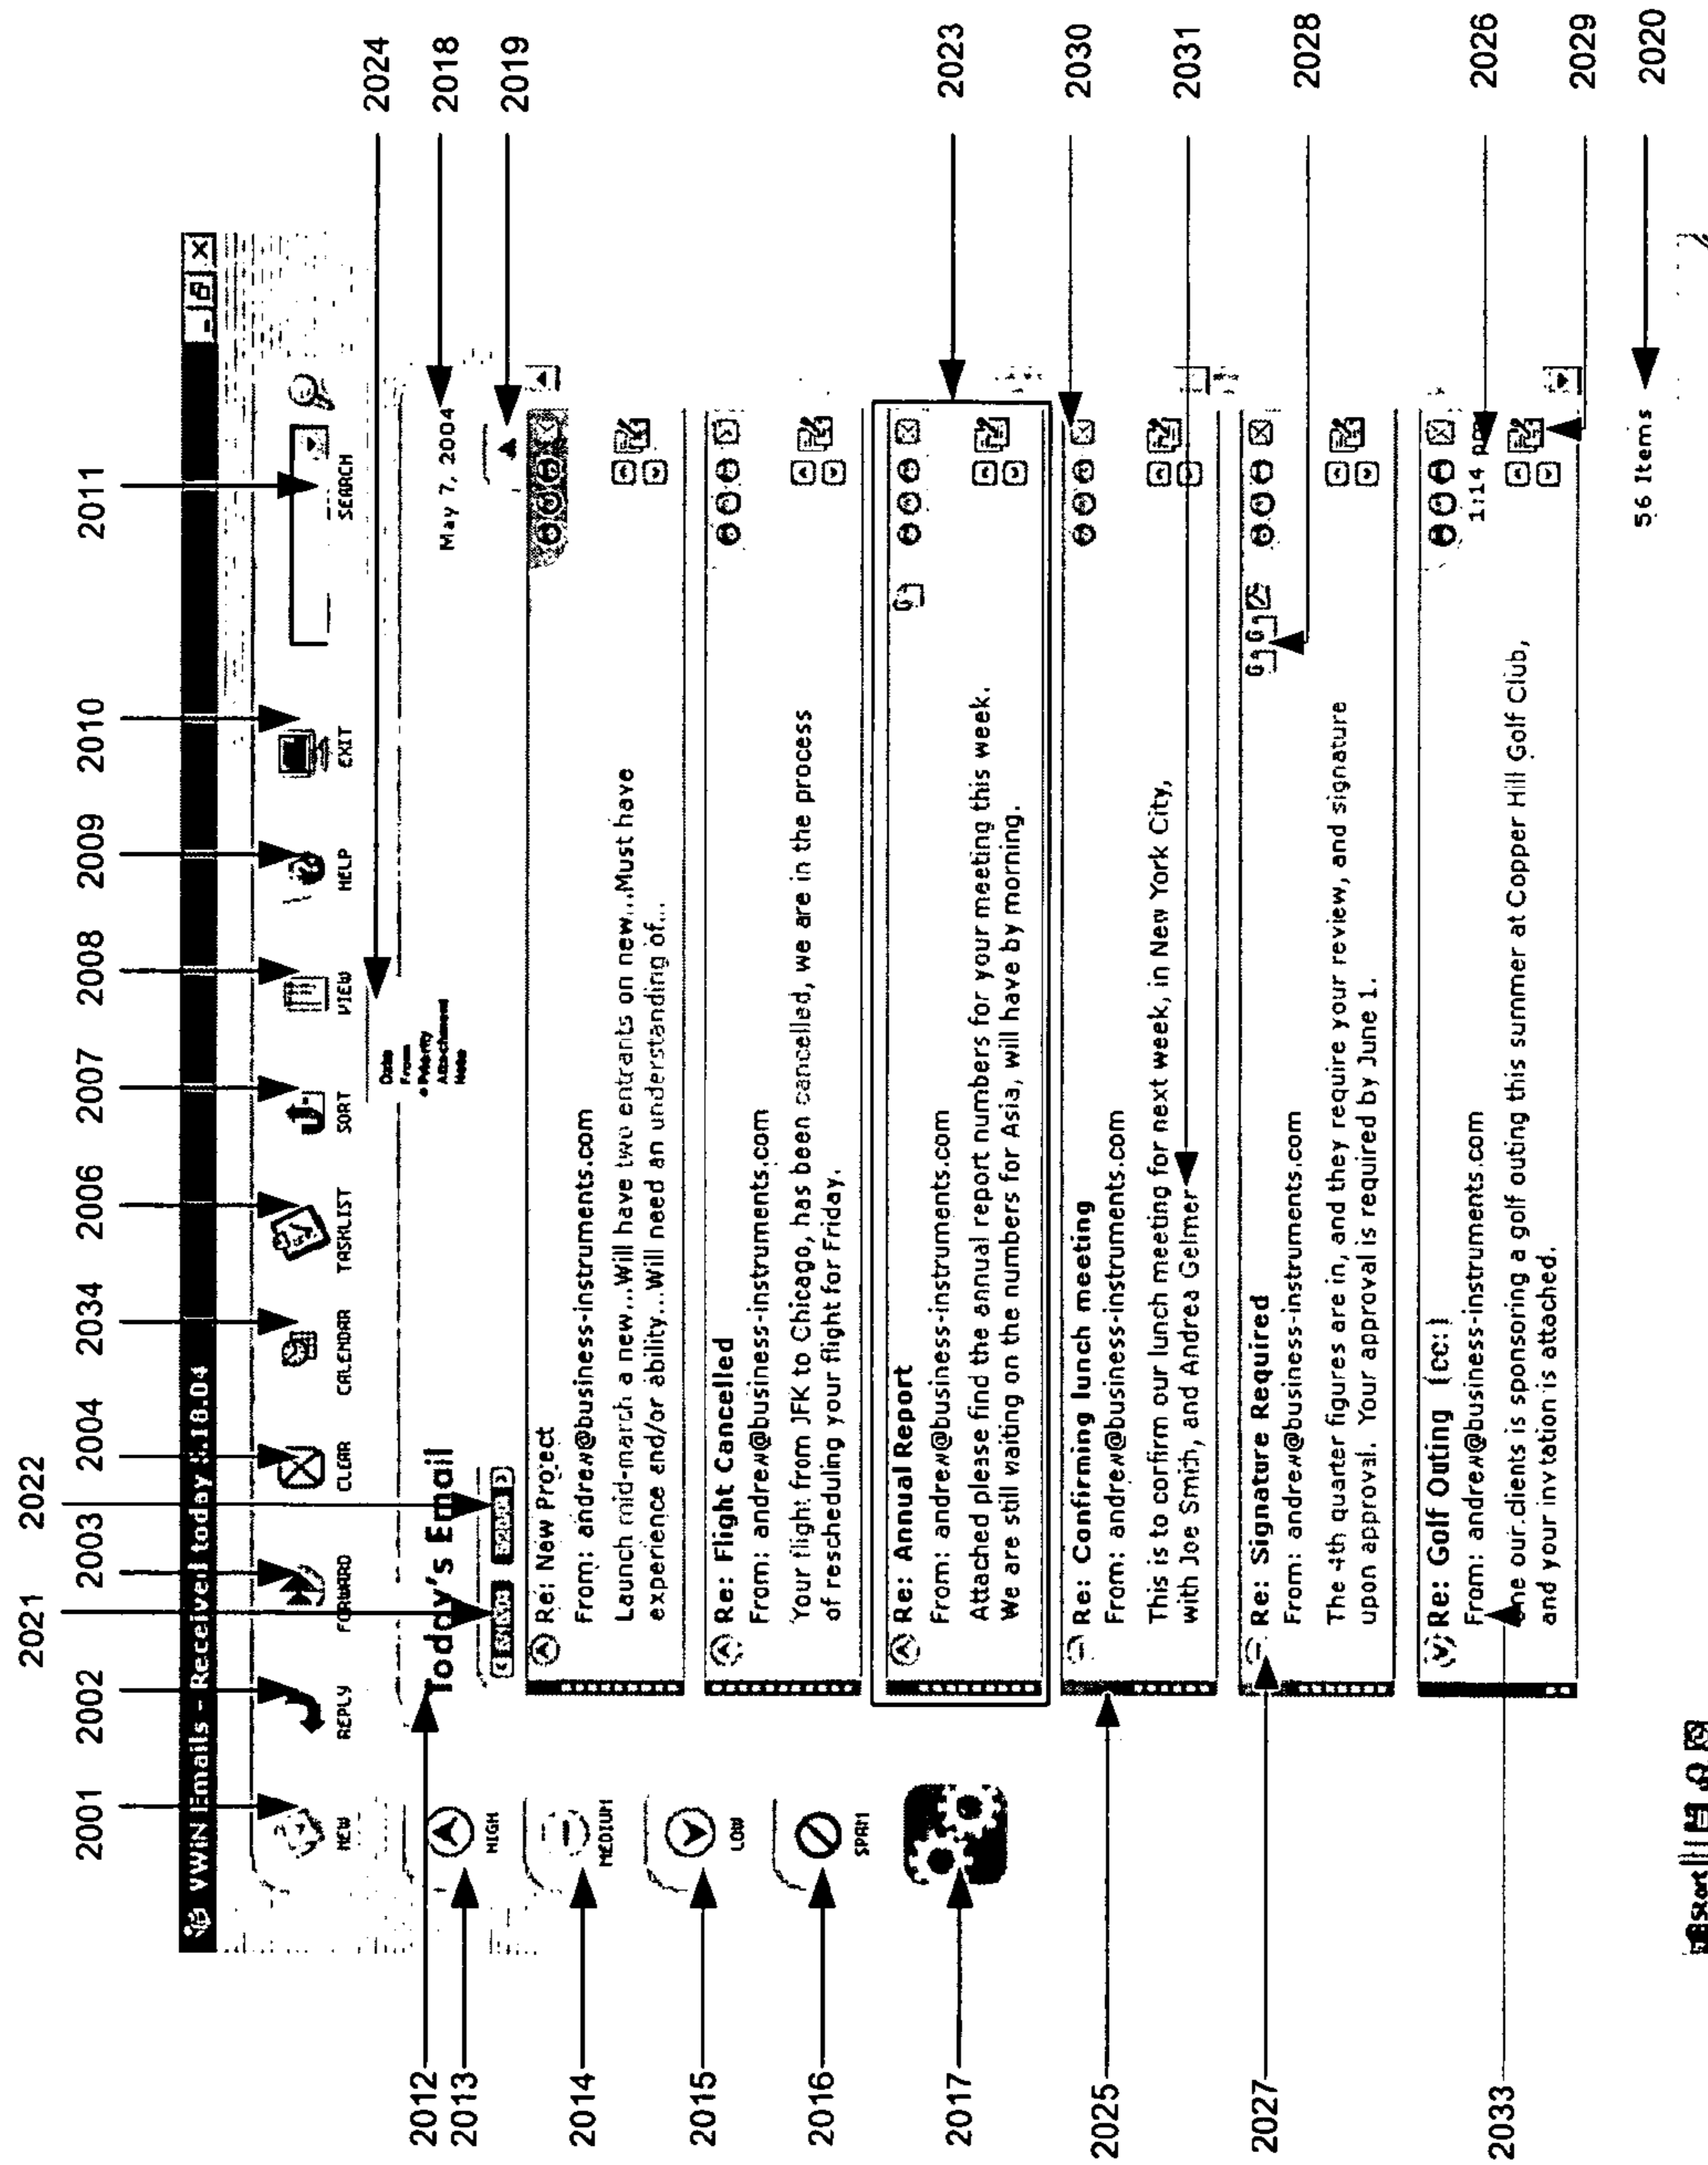 2011
2021 2022
2001 2002 2003 2004 2034 2006 2007 2008 2009 2010
VWIN Emails - Received today 5.18.04
NEW REPLY FORWARD CLEAR CALENDAR TASKLIST SORT VIEW HELP EXIT SEARCH
2024
Date
From
Priority
Attachment
Note
2012
Today's Email
May 7, 2004
2018
2013
HIGH
2019
2014
MEDIUM
Re: New Project
From: andrew@business-instruments.com
Launch mid-march a new...Will have two entrants on new...Must have
experience and/or ability...Will need an understanding of...
2015
LOW
Re: Flight Cancelled
From: andrew@business-instruments.com
Your flight from JFK to Chicago, has been cancelled, we are in the process
of rescheduling your flight for Friday.
2016
SPAM
2017
Re: Annual Report
From: andrew@business-instruments.com
Attached please find the annual report numbers for your meeting this week.
We are still waiting on the numbers for Asia, will have by morning.
2023
2025
Re: Confirming lunch meeting
From: andrew@business-instruments.com
This is to confirm our lunch meeting for next week, in New York City,
with Joe Smith, and Andrea Gelmer
2030
2031
2027
Re: Signature Required
From: andrew@business-instruments.com
The 4th quarter figures are in, and they require your review, and signature
upon approval. Your approval is required by June 1.
2028
2033
Re: Golf Outing [cc:]
From: andrew@business-instruments.com
1:14 pm
One our clients is sponsoring a golf outing this summer at Copper Hill Golf Club,
and your invitation is attached.
2026
2029
56 Items
2020
Start